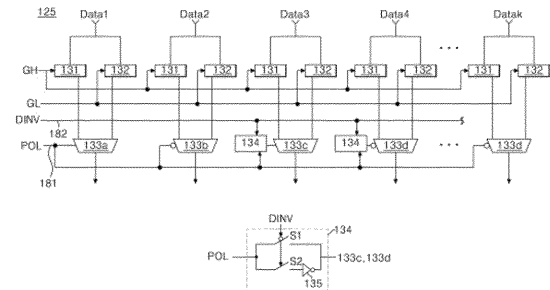 125
Data1 Data2 Data3 Data4 Datak
GH 131 132 131 132 131 132 131 132 131 132
GL
DINV
182
POL 133a 133b 134 133c 134 133d 133d
181
DINV
S1 134
POL 133c,133d
S2
135